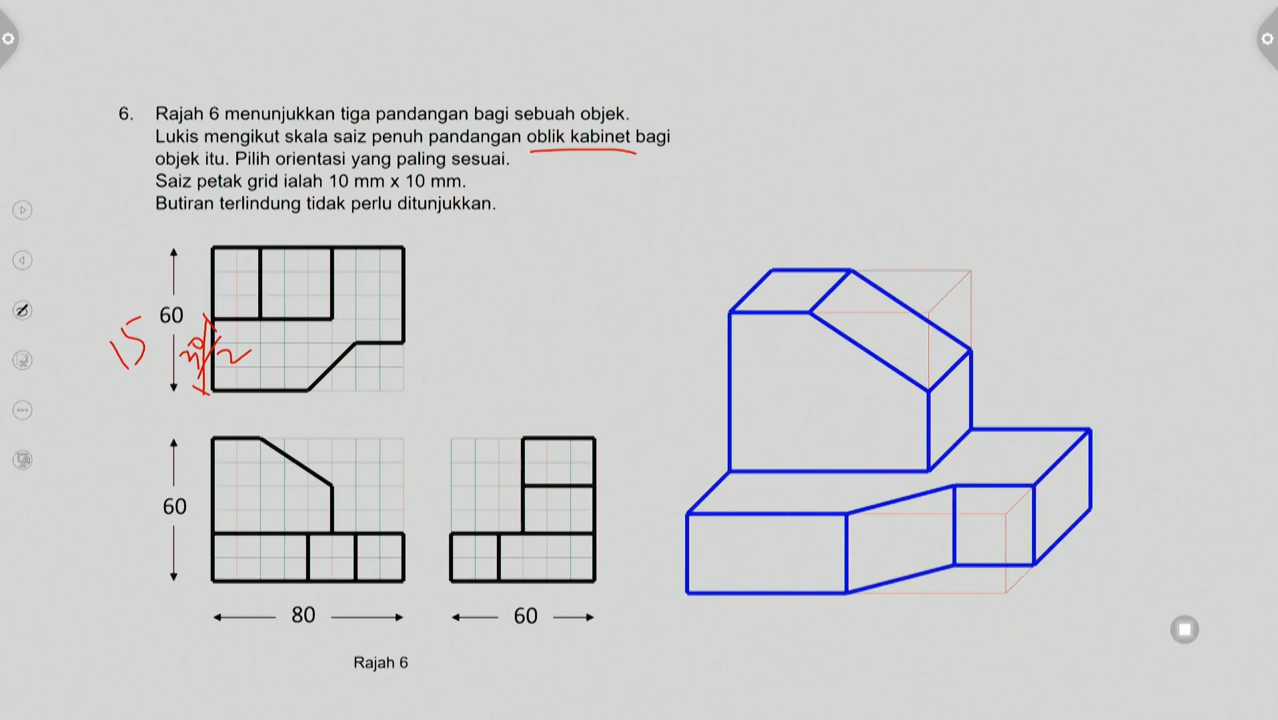 6. Rajah 6 menunjukkan tiga pandangan bagi sebuah objek.
Lukis mengikut skala saiz penuh pandangan oblik kabinet bagi
objek itu. Pilih orientasi yang paling sesuai.
Saiz petak grid ialah 10 mm x 10 mm.
Butiran terlindung tidak perlu ditunjukkan.
60
15
30/2
60
80
60
Rajah 6